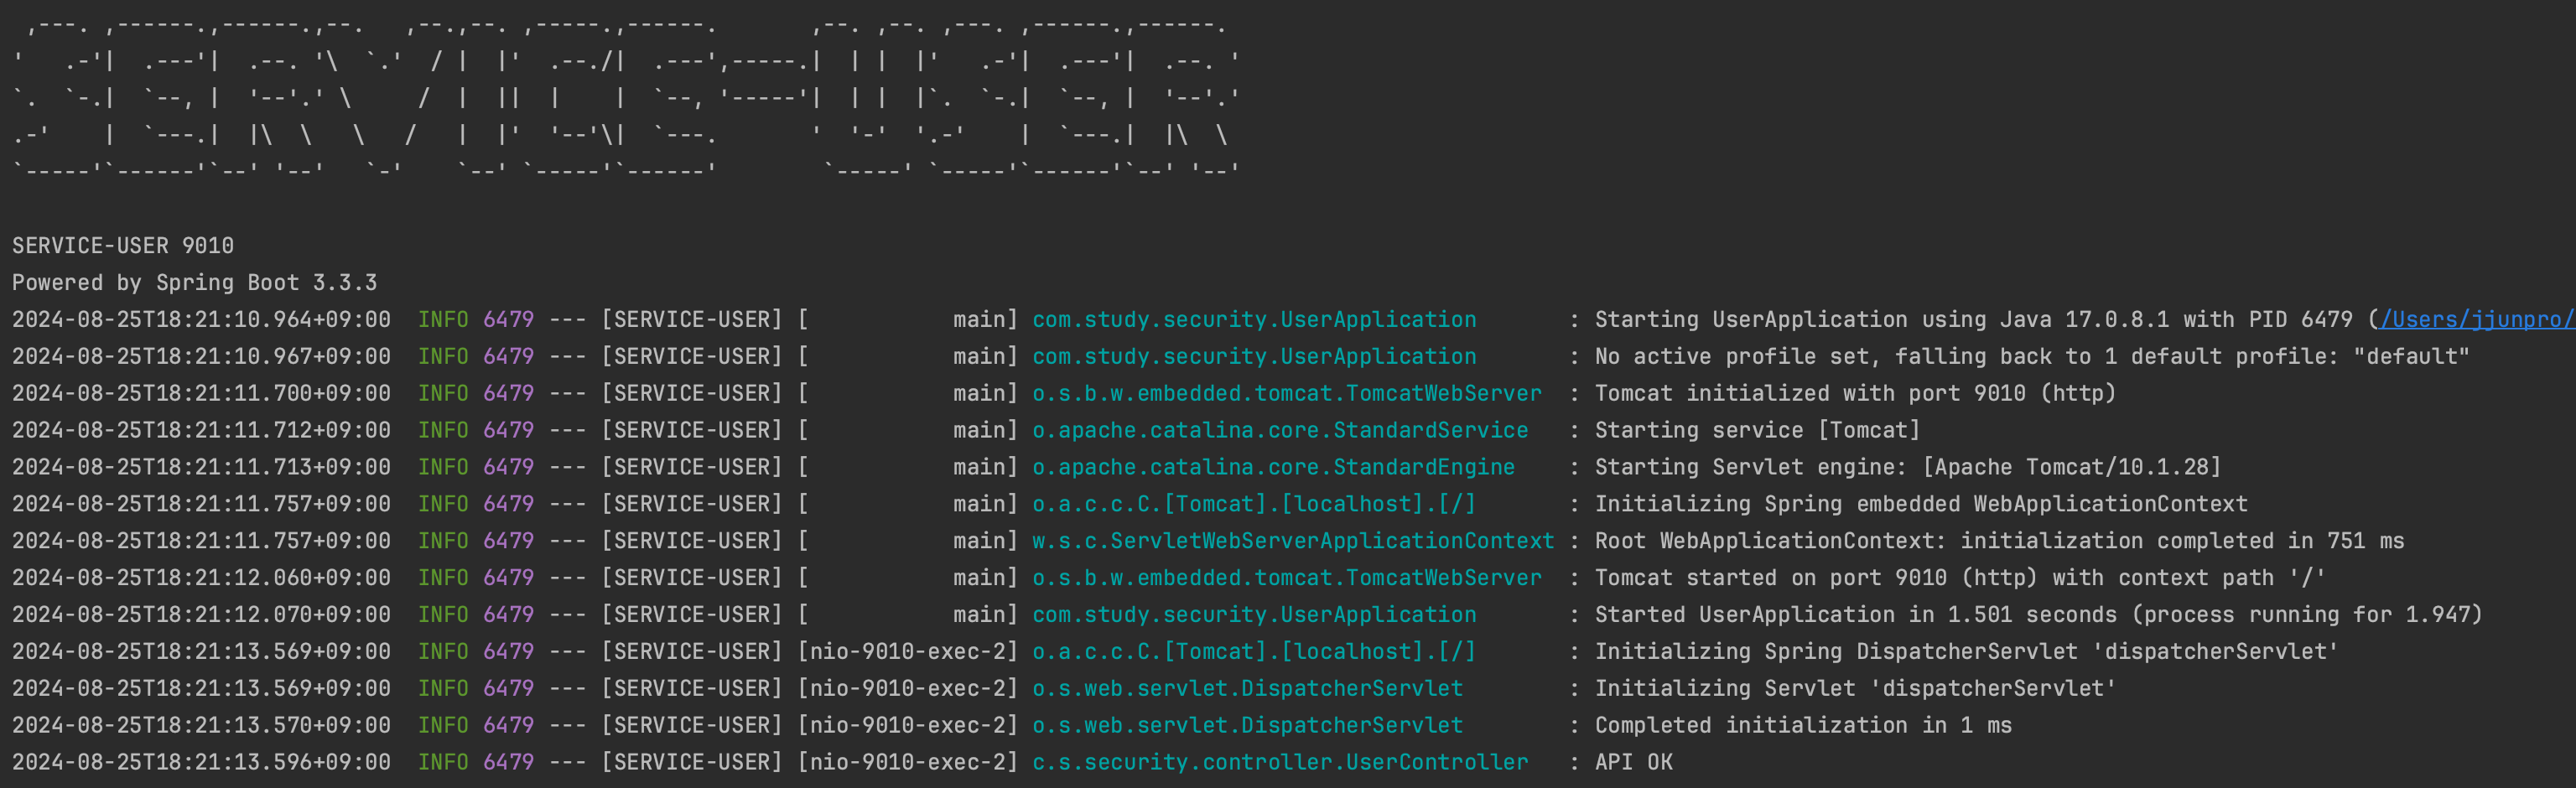 ,---. ,------.,------.,--.   ,--.,--. ,-----.,------.       ,--. ,--. ,---. ,------.,------.
'   .-'|  .---'|  .--. '\  `.'  / |  |'  .--./|  .---',-----.|  | |  |'   .-'|  .---'|  .--. '
`.  `-.|  `--, |  '--'.' \     /  |  ||  |    |  `--, '-----'|  | |  |`.  `-.|  `--, |  '--'.'
.-'    |  `---.|  |\  \   \   /   |  |'  '--'\|  `---.       '  '-'  '.-'    |  `---.|  |\  \
`-----'`------'`--' '--'   `-'    `--' `-----'`------'        `-----' `-----'`------'`--' '--'
SERVICE-USER 9010
Powered by Spring Boot 3.3.3
2024-08-25T18:21:10.964+09:00  INFO 6479 --- [SERVICE-USER] [           main] com.study.security.UserApplication       : Starting UserApplication using Java 17.0.8.1 with PID 6479 (/Users/jjunpro/
2024-08-25T18:21:10.967+09:00  INFO 6479 --- [SERVICE-USER] [           main] com.study.security.UserApplication       : No active profile set, falling back to 1 default profile: "default"
2024-08-25T18:21:11.700+09:00  INFO 6479 --- [SERVICE-USER] [           main] o.s.b.w.embedded.tomcat.TomcatWebServer  : Tomcat initialized with port 9010 (http)
2024-08-25T18:21:11.712+09:00  INFO 6479 --- [SERVICE-USER] [           main] o.apache.catalina.core.StandardService   : Starting service [Tomcat]
2024-08-25T18:21:11.713+09:00  INFO 6479 --- [SERVICE-USER] [           main] o.apache.catalina.core.StandardEngine    : Starting Servlet engine: [Apache Tomcat/10.1.28]
2024-08-25T18:21:11.757+09:00  INFO 6479 --- [SERVICE-USER] [           main] o.a.c.c.C.[Tomcat].[localhost].[/]       : Initializing Spring embedded WebApplicationContext
2024-08-25T18:21:11.757+09:00  INFO 6479 --- [SERVICE-USER] [           main] w.s.c.ServletWebServerApplicationContext : Root WebApplicationContext: initialization completed in 751 ms
2024-08-25T18:21:12.060+09:00  INFO 6479 --- [SERVICE-USER] [           main] o.s.b.w.embedded.tomcat.TomcatWebServer  : Tomcat started on port 9010 (http) with context path '/'
2024-08-25T18:21:12.070+09:00  INFO 6479 --- [SERVICE-USER] [           main] com.study.security.UserApplication       : Started UserApplication in 1.501 seconds (process running for 1.947)
2024-08-25T18:21:13.569+09:00  INFO 6479 --- [SERVICE-USER] [nio-9010-exec-2] o.a.c.c.C.[Tomcat].[localhost].[/]       : Initializing Spring DispatcherServlet 'dispatcherServlet'
2024-08-25T18:21:13.569+09:00  INFO 6479 --- [SERVICE-USER] [nio-9010-exec-2] o.s.web.servlet.DispatcherServlet        : Initializing Servlet 'dispatcherServlet'
2024-08-25T18:21:13.570+09:00  INFO 6479 --- [SERVICE-USER] [nio-9010-exec-2] o.s.web.servlet.DispatcherServlet        : Completed initialization in 1 ms
2024-08-25T18:21:13.596+09:00  INFO 6479 --- [SERVICE-USER] [nio-9010-exec-2] c.s.security.controller.UserController   : API OK